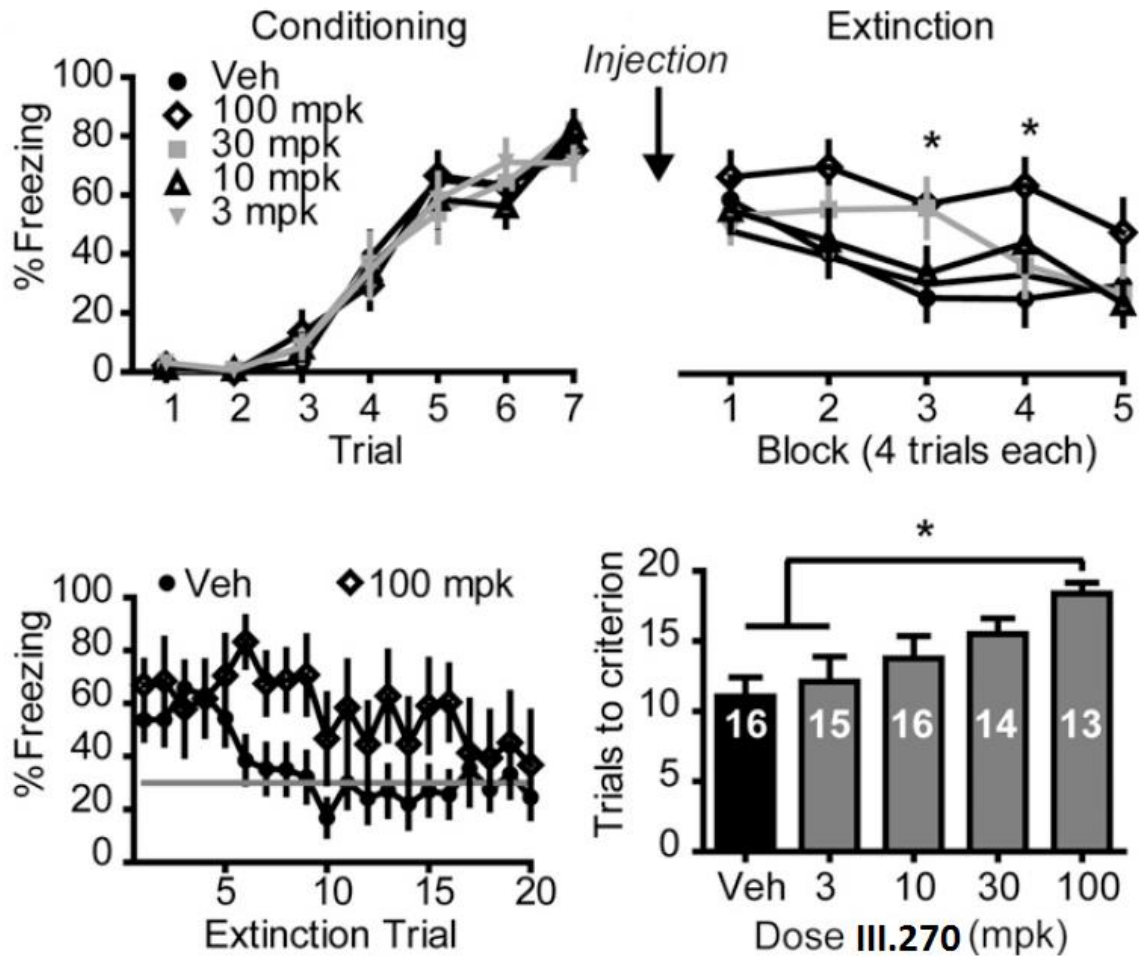 Conditioning
%Freezing
100
80
60
40
20
0
Veh
100 mpk
30 mpk
10 mpk
3 mpk
1 2 3 4 5 6 7
Trial
Injection
Extinction
* *
1 2 3 4 5
Block (4 trials each)
%Freezing
100
80
60
40
20
0
Veh 100 mpk
5 10 15 20
Extinction Trial
Trials to criterion
20
15
10
5
0
*
16 15 16 14 13
Veh 3 10 30 100
Dose III.270 (mpk)